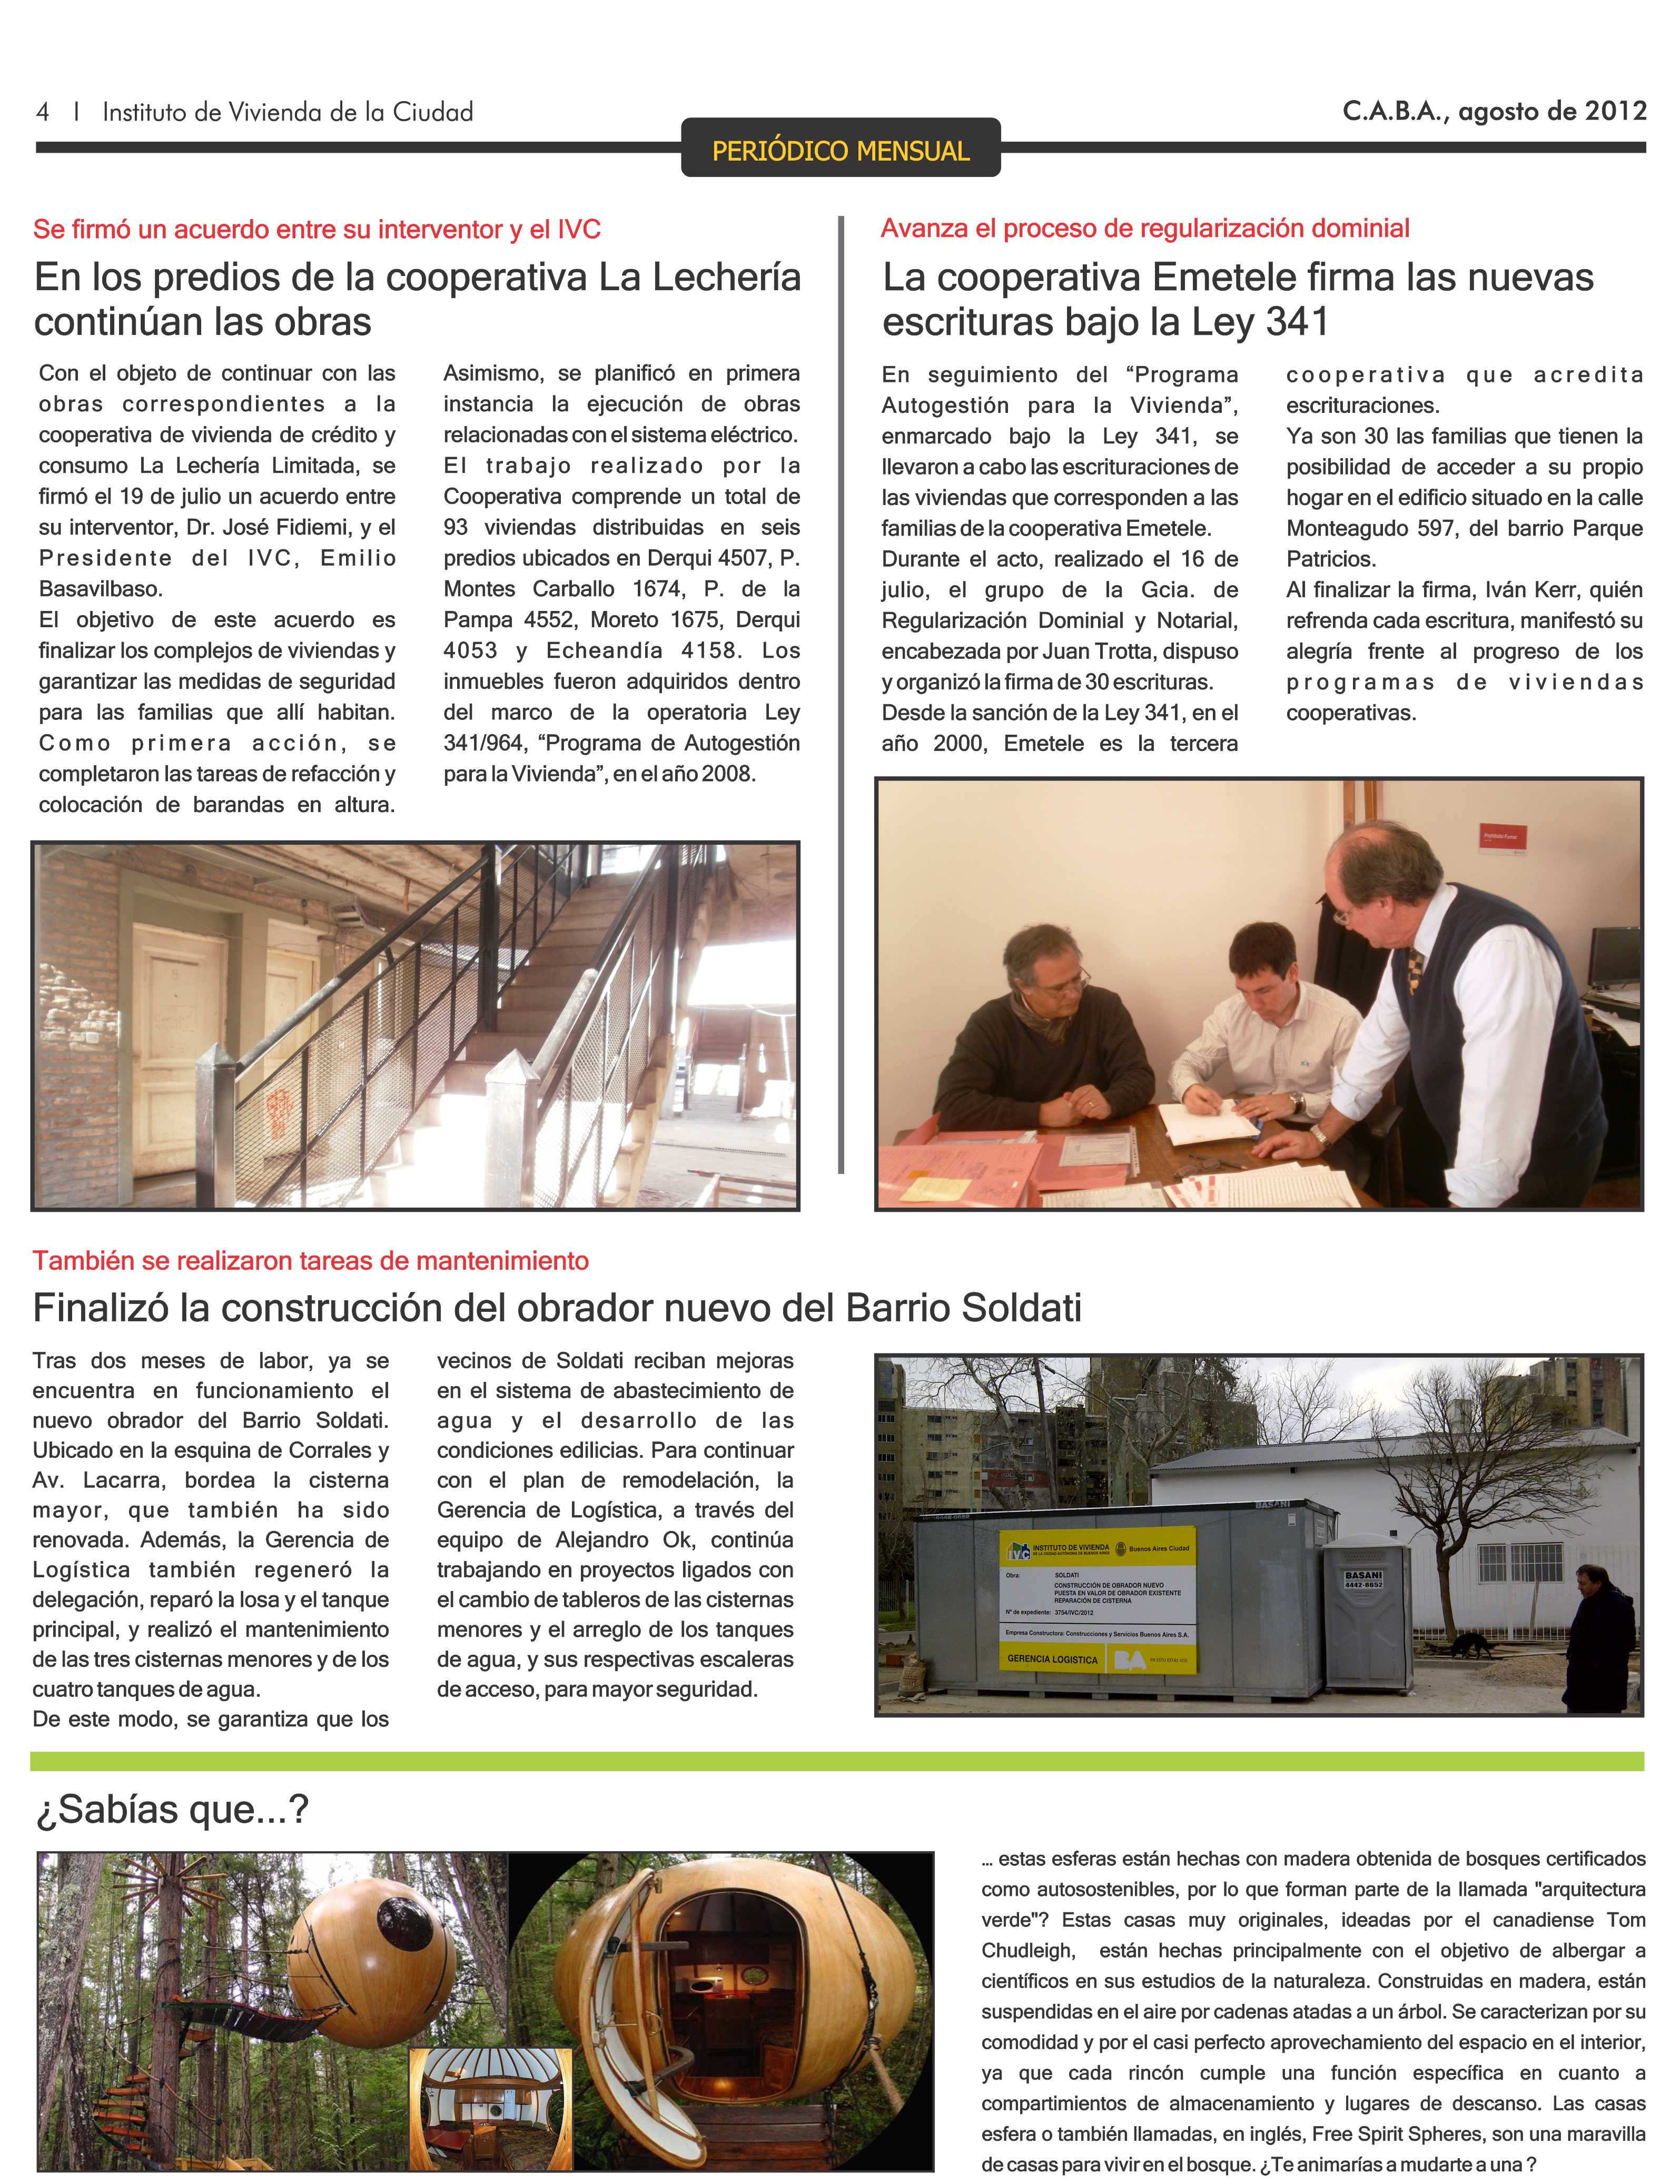 4 I Instituto de Vivienda de la Ciudad
C.A.B.A., agosto de 2012
PERIÓDICO MENSUAL
Se firmó un acuerdo entre su interventor y el IVC
En los predios de la cooperativa La Lechería
continúan las obras
Con el objeto de continuar con las
obras correspondientes a la
cooperativa de vivienda de crédito y
consumo La Lechería Limitada, se
firmó el 19 de julio un acuerdo entre
su interventor, Dr. José Fidiemi, y el
Presidente del IVC, Emilio
Basavilbaso.
El objetivo de este acuerdo es
finalizar los complejos de viviendas y
garantizar las medidas de seguridad
para las familias que allí habitan.
Como primera acción, se
completaron las tareas de refacción y
colocación de barandas en altura.
Asimismo, se planificó en primera
instancia la ejecución de obras
relacionadas con el sistema eléctrico.
El trabajo realizado por la
Cooperativa comprende un total de
93 viviendas distribuidas en seis
predios ubicados en Derqui 4507, P.
Montes Carballo 1674, P. de la
Pampa 4552, Moreto 1675, Derqui
4053 y Echeandía 4158. Los
inmuebles fueron adquiridos dentro
del marco de la operatoria Ley
341/964, “Programa de Autogestión
para la Vivienda”, en el año 2008.
Avanza el proceso de regularización dominial
La cooperativa Emetele firma las nuevas
escrituras bajo la Ley 341
En seguimiento del “Programa
Autogestión para la Vivienda”,
enmarcado bajo la Ley 341, se
llevaron a cabo las escrituraciones de
las viviendas que corresponden a las
familias de la cooperativa Emetele.
Durante el acto, realizado el 16 de
julio, el grupo de la Gcia. de
Regularización Dominial y Notarial,
encabezada por Juan Trotta, dispuso
y organizó la firma de 30 escrituras.
Desde la sanción de la Ley 341, en el
año 2000, Emetele es la tercera
cooperativa que acredita
escrituraciones.
Ya son 30 las familias que tienen la
posibilidad de acceder a su propio
hogar en el edificio situado en la calle
Monteagudo 597, del barrio Parque
Patricios.
Al finalizar la firma, Iván Kerr, quién
refrenda cada escritura, manifestó su
alegría frente al progreso de los
programas de viviendas
cooperativas.
Prohibido Fumar
También se realizaron tareas de mantenimiento
Finalizó la construcción del obrador nuevo del Barrio Soldati
Tras dos meses de labor, ya se
encuentra en funcionamiento el
nuevo obrador del Barrio Soldati.
Ubicado en la esquina de Corrales y
Av. Lacarra, bordea la cisterna
mayor, que también ha sido
renovada. Además, la Gerencia de
Logística también regeneró la
delegación, reparó la losa y el tanque
principal, y realizó el mantenimiento
de las tres cisternas menores y de los
cuatro tanques de agua.
De este modo, se garantiza que los
vecinos de Soldati reciban mejoras
en el sistema de abastecimiento de
agua y el desarrollo de las
condiciones edilicias. Para continuar
con el plan de remodelación, la
Gerencia de Logística, a través del
equipo de Alejandro Ok, continúa
trabajando en proyectos ligados con
el cambio de tableros de las cisternas
menores y el arreglo de los tanques
de agua, y sus respectivas escaleras
de acceso, para mayor seguridad.
BASANI
IVC INSTITUTO DE VIVIENDA
DE LA CIUDAD AUTÓNOMA DE BUENOS AIRES
Buenos Aires Ciudad
Obra: SOLDATI
CONSTRUCCIÓN DE OBRADOR NUEVO
PUESTA EN VALOR DE OBRADOR EXISTENTE
REPARACIÓN DE CISTERNA
Nº de expediente: 3754/IVC/2012
Empresa Constructora: Construcciones y Servicios Buenos Aires S.A.
GERENCIA LOGISTICA
BA
EN ESTO ESTÁS VOS
BASANI
4442-8652
¿Sabías que...?
... estas esferas están hechas con madera obtenida de bosques certificados
como autosostenibles, por lo que forman parte de la llamada "arquitectura
verde"? Estas casas muy originales, ideadas por el canadiense Tom
Chudleigh, están hechas principalmente con el objetivo de albergar a
científicos en sus estudios de la naturaleza. Construidas en madera, están
suspendidas en el aire por cadenas atadas a un árbol. Se caracterizan por su
comodidad y por el casi perfecto aprovechamiento del espacio en el interior,
ya que cada rincón cumple una función específica en cuanto a
compartimientos de almacenamiento y lugares de descanso. Las casas
esfera o también llamadas, en inglés, Free Spirit Spheres, son una maravilla
de casas para vivir en el bosque. ¿Te animarías a mudarte a una ?